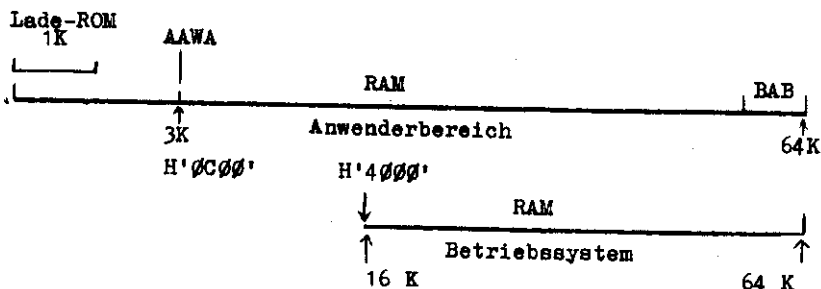 Lade-ROM
1K
AAWA
RAM
BAB
3K
Anwenderbereich
64K
H'ØCØØ'
H'4ØØØ'
RAM
Betriebssystem
16 K
64 K